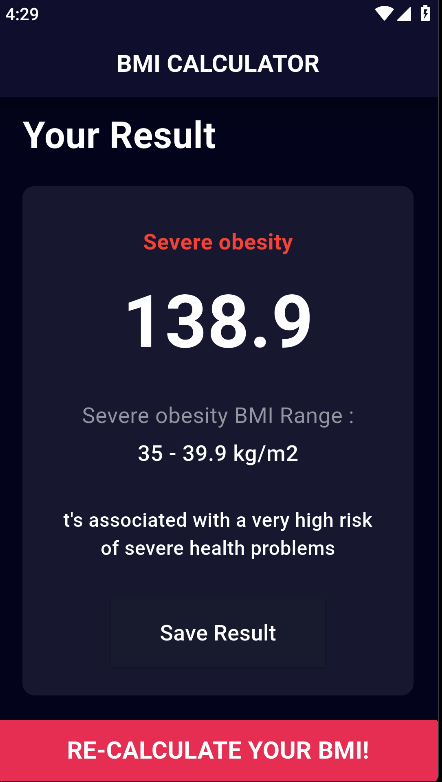 4:29
BMI CALCULATOR
Your Result
Severe obesity
138.9
Severe obesity BMI Range :
35 - 39.9 kg/m2
t's associated with a very high risk
of severe health problems
Save Result
RE-CALCULATE YOUR BMI!